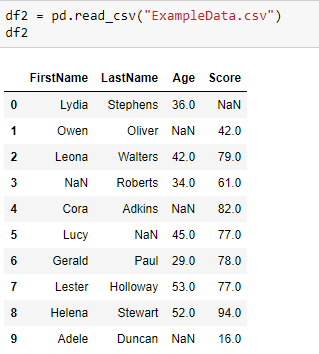 df2 = pd.read_csv("ExampleData.csv")
df2
FirstName LastName Age Score
0 Lydia Stephens 36.0 NaN
1 Owen Oliver NaN 42.0
2 Leona Walters 42.0 79.0
3 NaN Roberts 34.0 61.0
4 Cora Adkins NaN 82.0
5 Lucy NaN 45.0 77.0
6 Gerald Paul 29.0 78.0
7 Lester Holloway 53.0 77.0
8 Helena Stewart 52.0 94.0
9 Adele Duncan NaN 16.0